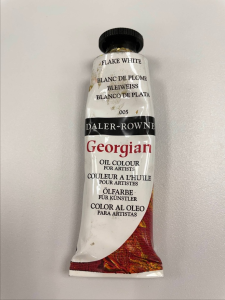 FLAKE WHITE
BLANC DE PLOMB
BLEIWEISS
BLANCO DE PLATA
005
DALER-ROWNE
Georgian
OIL COLOUR
FOR ARTISTS
COULEUR A L'HUILE
POUR ARTISTES
ÖLFARBE
FÜR KÜNSTLER
COLOR AL OLEO
PARA ARTISTAS